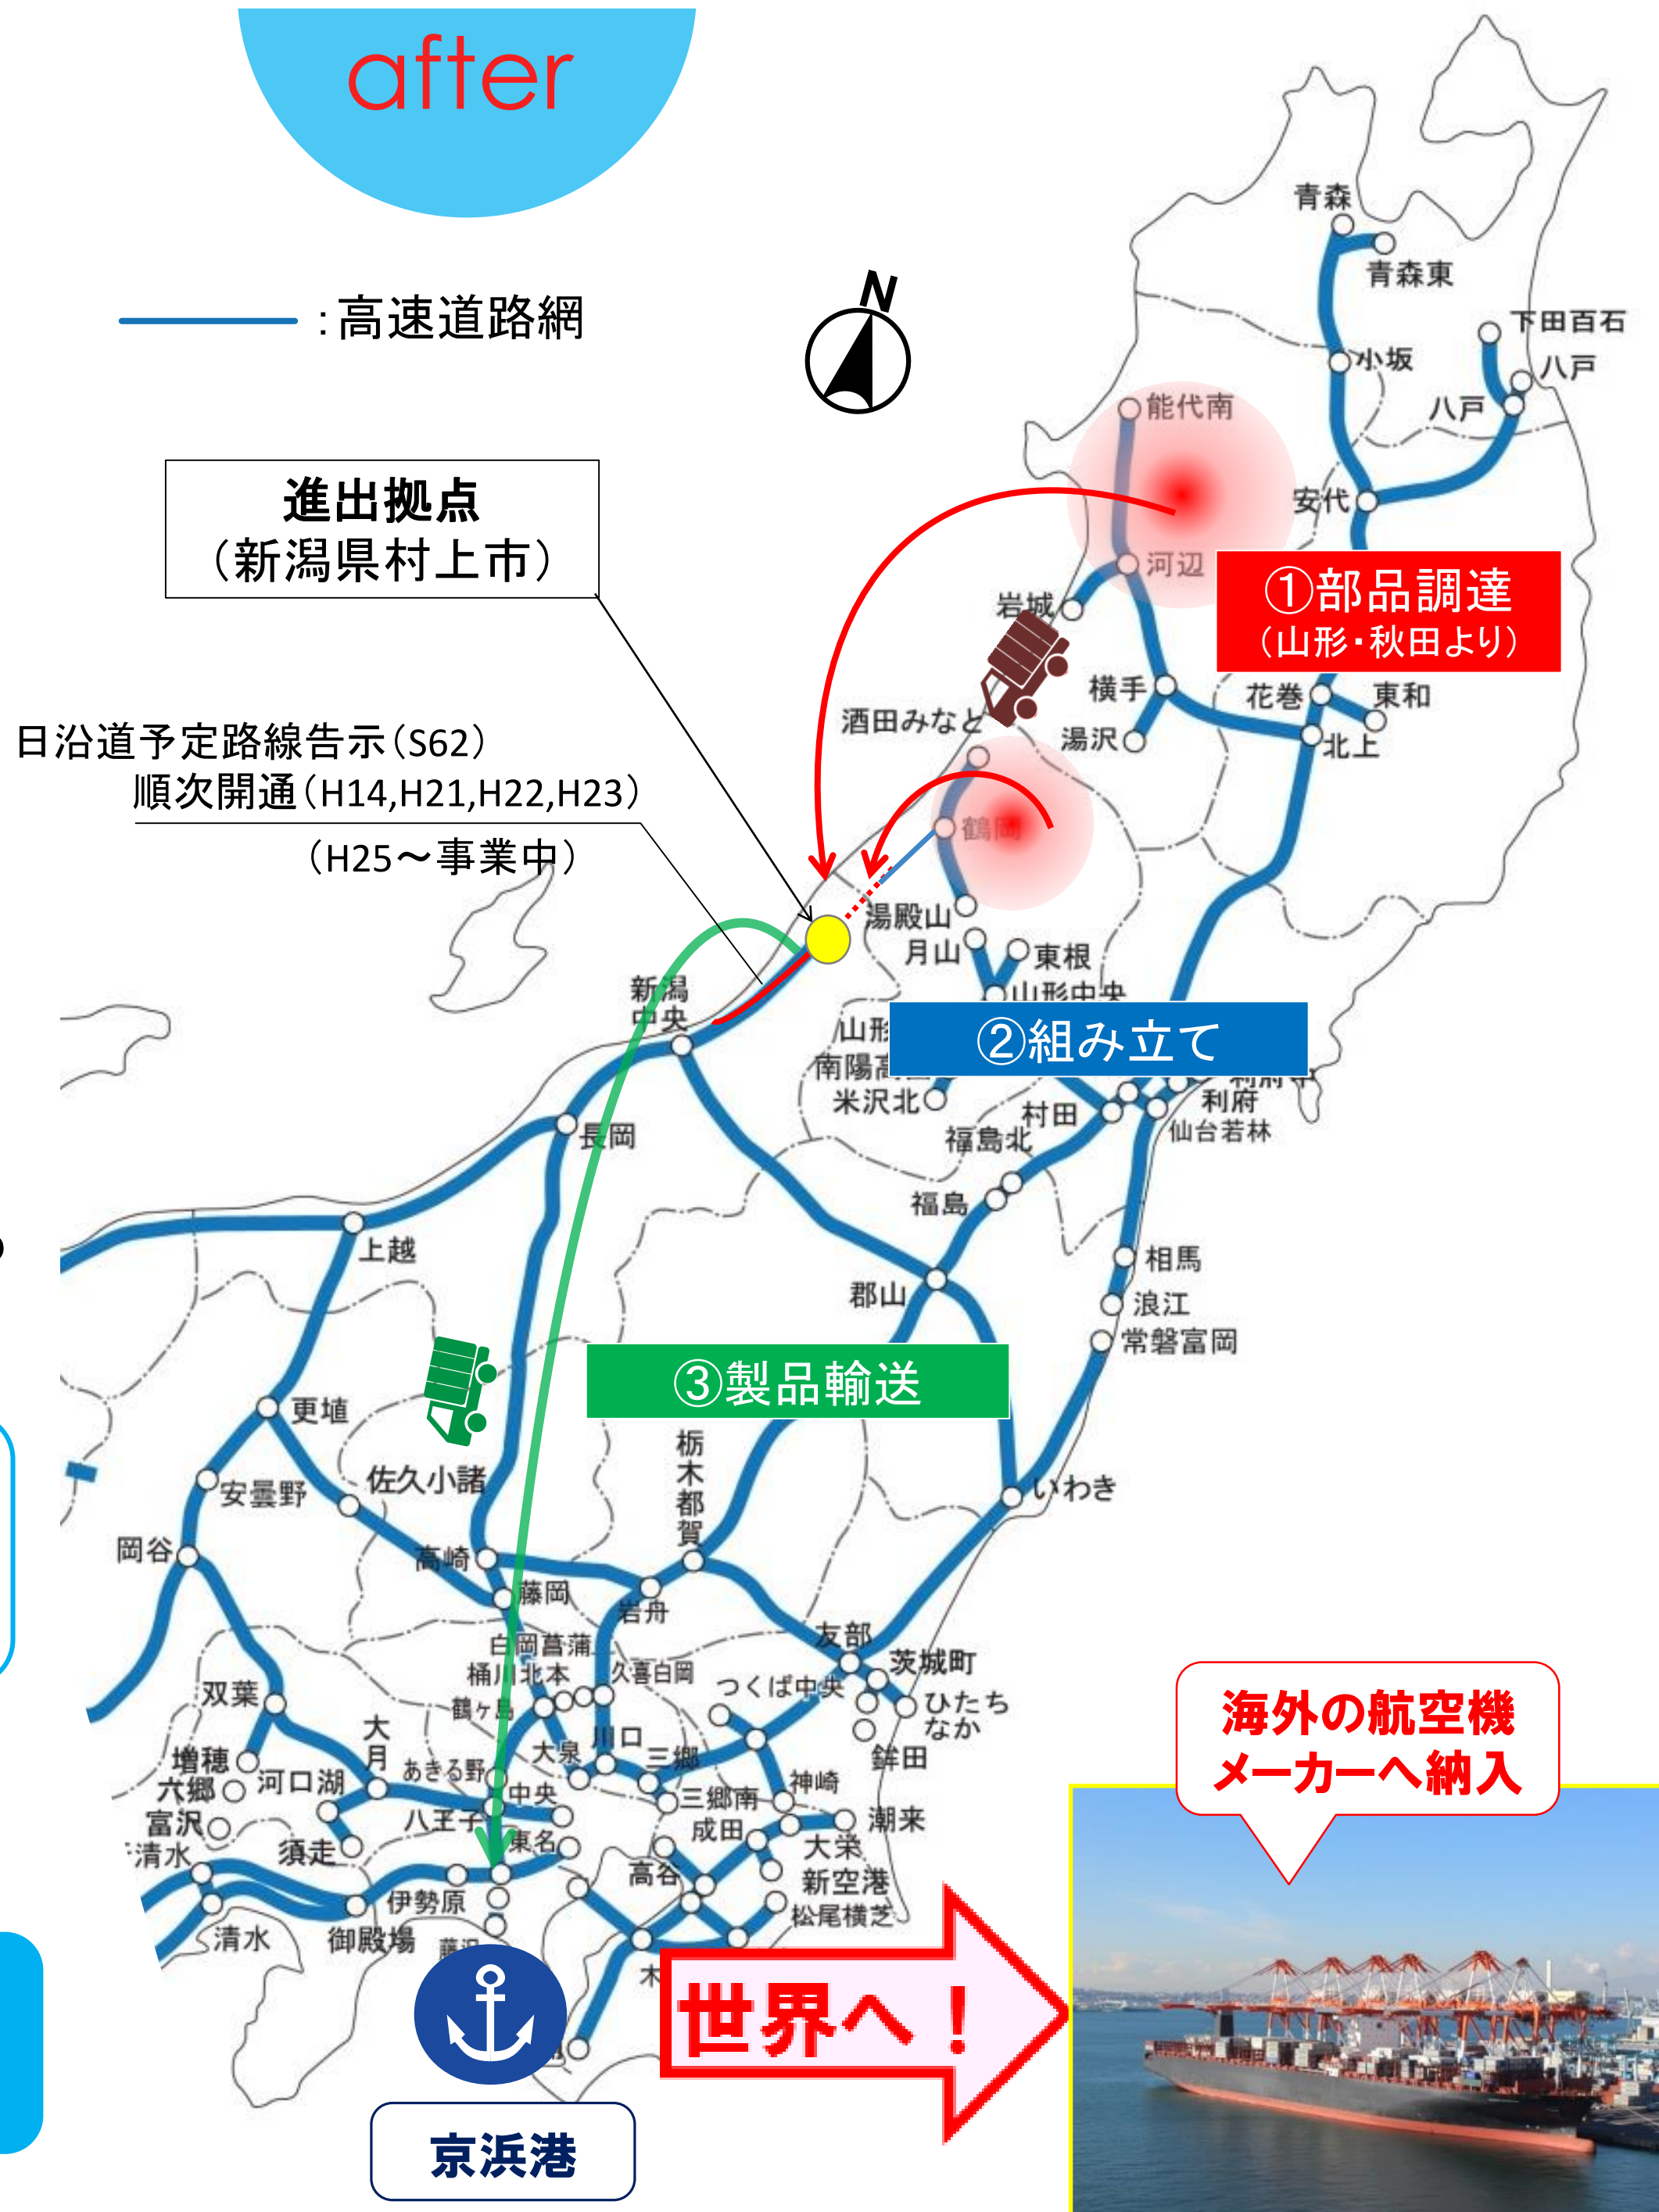 after
：高速道路網
N
進出拠点
（新潟県村上市）
日沿道予定路線告示（S62）
順次開通（H14,H21,H22,H23）
（H25～事業中）
青森
青森東
下田百石
八戸
八戸
小坂
能代南
安代
河辺
岩城
①部品調達
（山形・秋田より）
横手
花巻
東和
湯沢
北上
酒田みなと
鶴岡
湯殿山
月山
東根
山形中央
新潟
中央
②組み立て
山形
南陽高
米沢北
村田
利府
仙台若林
長岡
福島北
福島
上越
相馬
郡山
浪江
常磐富岡
③製品輸送
更埴
栃木都賀
佐久小諸
安曇野
いわき
岡谷
高崎
藤岡
岩舟
白岡菖蒲
友部
桶川北本
久喜白岡
つくば中央
茨城町
双葉
鶴ヶ島
ひたち
なか
大月
川口
大泉
三郷
鉾田
増穂
あきる野
神崎
六郷
河口湖
中央
三郷南
富沢
八王子
成田
潮来
清水
須走
東名
大栄
高谷
新空港
伊勢原
松尾横芝
清水
御殿場
藤沢
木
海外の航空機
メーカーへ納入
世界へ！
京浜港